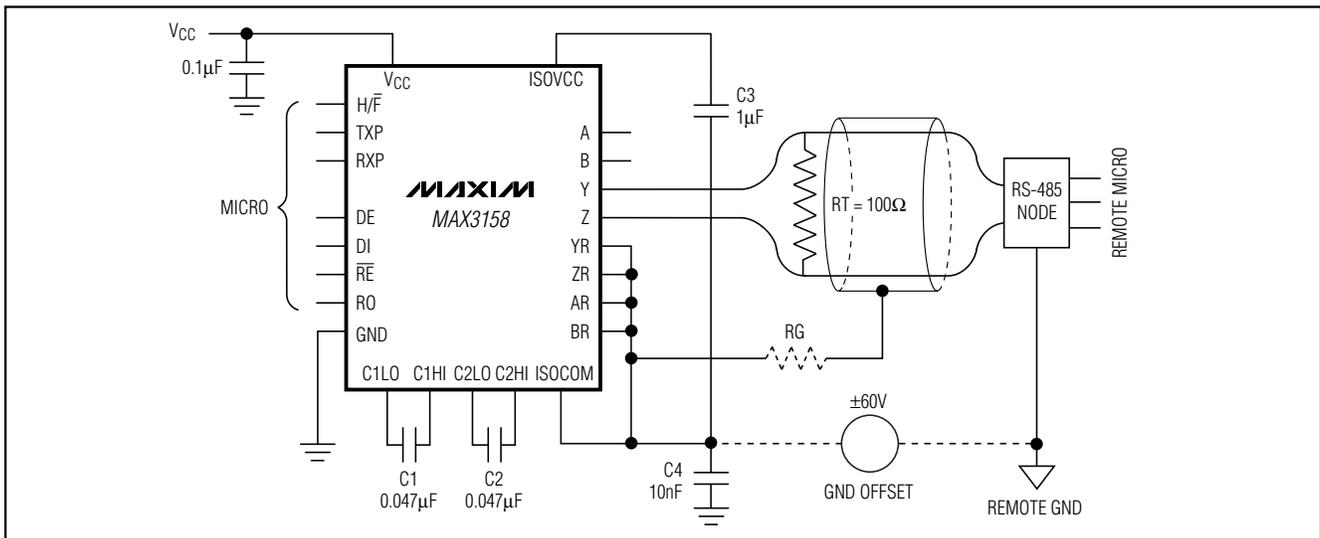 VCC
0.1µF
VCC
ISOVCC
C3
1µF
H/F̅
TXP
RXP
DE
DI
R̅E̅
RO
GND
MICRO
MAXIM
MAX3158
A
B
Y
Z
YR
ZR
AR
BR
C1LO C1HI C2LO C2HI ISOCOM
RT = 100Ω
RS-485
NODE
REMOTE MICRO
RG
±60V
GND OFFSET
C1
0.047µF
C2
0.047µF
C4
10nF
REMOTE GND